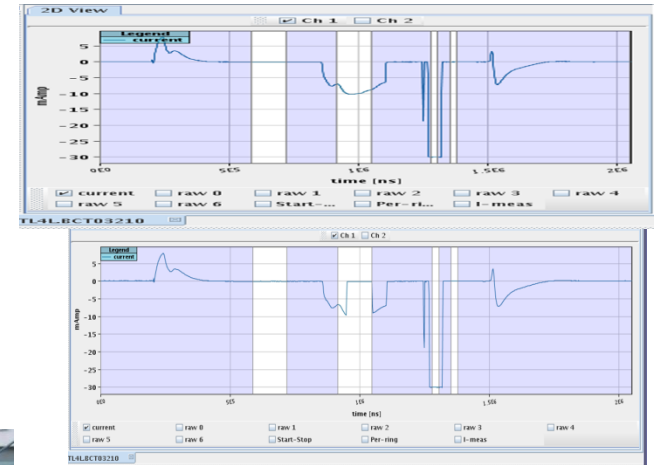 2D View
Ch 1 Ch 2
Legend
current
5
0
-5
-10
-15
-20
-25
-30
mAmp
0E0 5E5 1E6 1.5E6 2E6
time [ns]
current raw 0 raw 1 raw 2 raw 3 raw 4
raw 5 raw 6 Start-... Per-ri... I-meas
TL4L.BCT03210
Ch 1 Ch 2
Legend
current
5
0
-5
-10
-15
-20
-25
-30
mAmp
0E0 5E5 1E6 1.5E6 2E6
time [ns]
current raw 0 raw 1 raw 2 raw 3 raw 4
raw 5 raw 6 Start-Stop Per-ring I-meas
TL4L.BCT03210